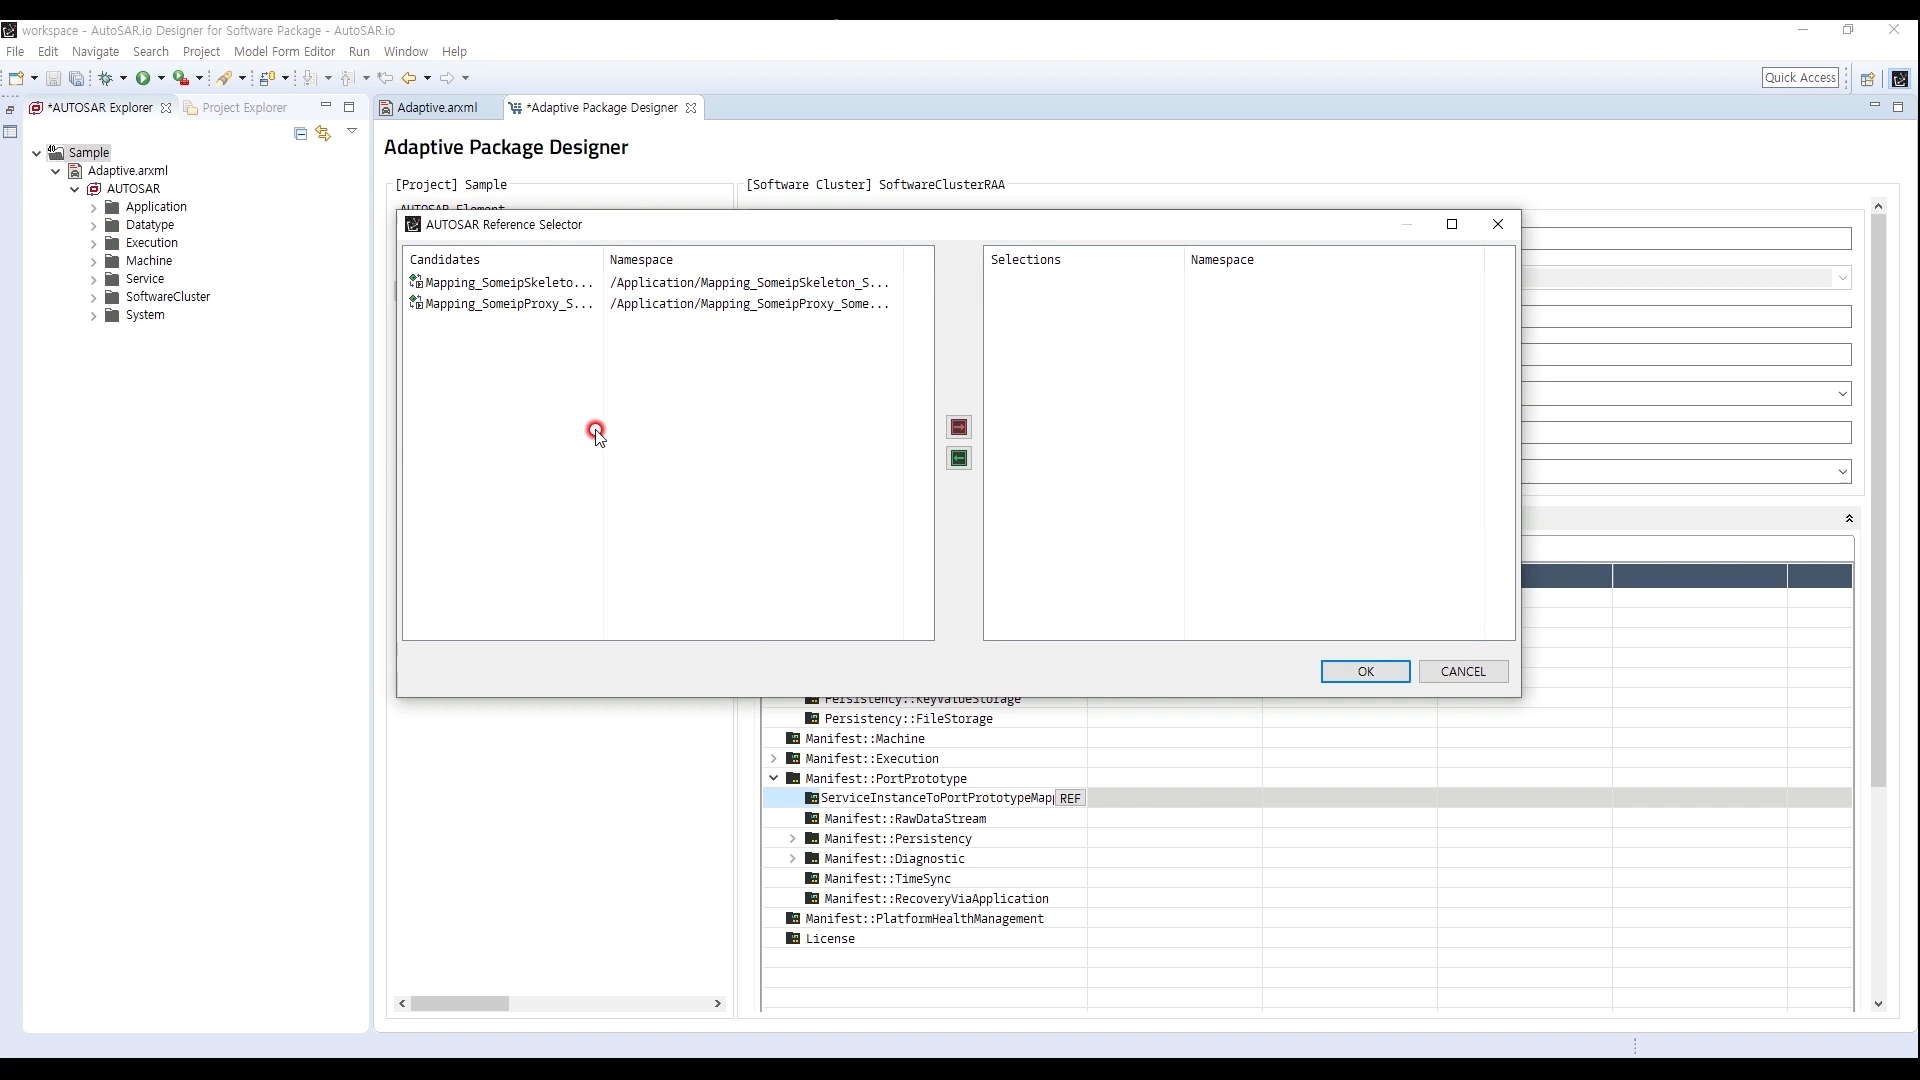 workspace - AutoSAR.io Designer for Software Package - AutoSAR.io
File Edit Navigate Search Project Model Form Editor Run Window Help
Quick Access
*AUTOSAR Explorer Project Explorer
Adaptive.arxml *Adaptive Package Designer
Adaptive Package Designer
Sample
Adaptive.arxml
AUTOSAR
Application
Datatype
Execution
Machine
Service
SoftwareCluster
System
[Project] Sample
[Software Cluster] SoftwareClusterRAA
AUTOSAR Element
AUTOSAR Reference Selector
Candidates Namespace
Mapping_SomeipSkeleto... /Application/Mapping_SomeipSkeleton_S...
Mapping_SomeipProxy_S... /Application/Mapping_SomeipProxy_Some...
Selections Namespace
OK CANCEL
Persistency::KeyValueStorage
Persistency::FileStorage
Manifest::Machine
Manifest::Execution
Manifest::PortPrototype
ServiceInstanceToPortPrototypeMap REF
Manifest::RawDataStream
Manifest::Persistency
Manifest::Diagnostic
Manifest::TimeSync
Manifest::RecoveryViaApplication
Manifest::PlatformHealthManagement
License